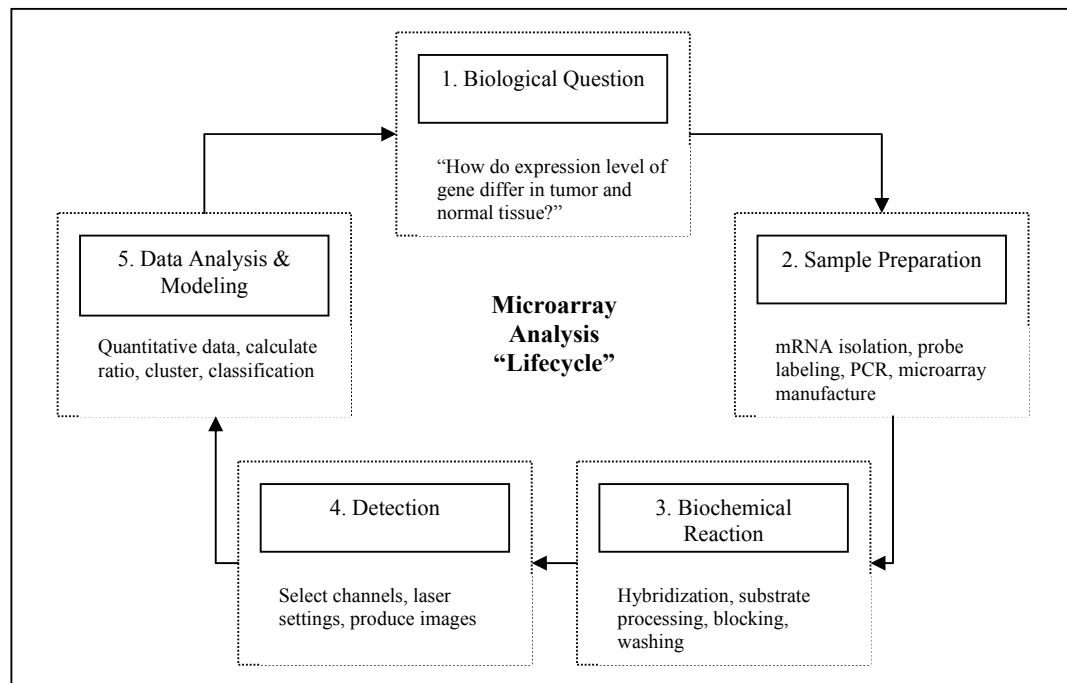 1. Biological Question
“How do expression level of
gene differ in tumor and
normal tissue?”
2. Sample Preparation
mRNA isolation, probe
labeling, PCR, microarray
manufacture
3. Biochemical
Reaction
Hybridization, substrate
processing, blocking,
washing
4. Detection
Select channels, laser
settings, produce images
5. Data Analysis &
Modeling
Quantitative data, calculate
ratio, cluster, classification
Microarray
Analysis
“Lifecycle”